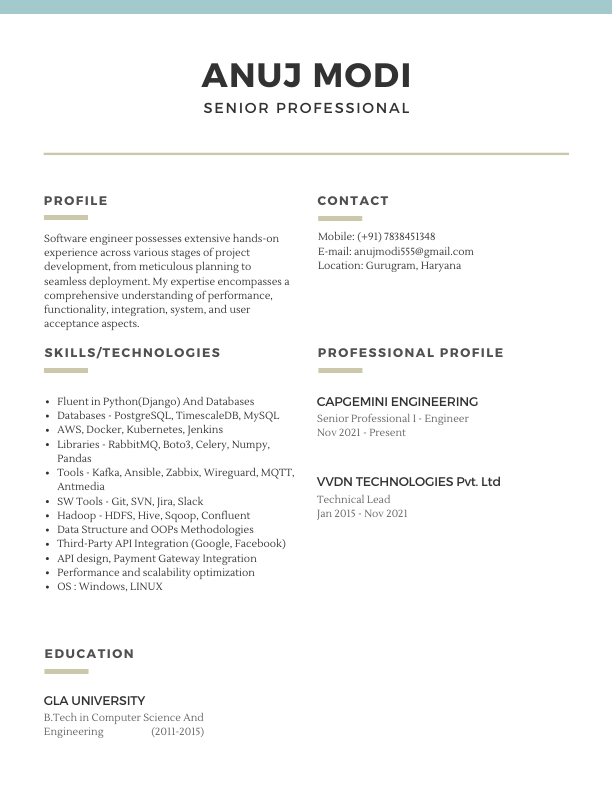 ANUJ MODI
SENIOR PROFESSIONAL
PROFILE
Software engineer possesses extensive hands-on
experience across various stages of project
development, from meticulous planning to
seamless deployment. My expertise encompasses a
comprehensive understanding of performance,
functionality, integration, system, and user
acceptance aspects.
CONTACT
Mobile: (+91) 7838451348
E-mail: anujmodi555@gmail.com
Location: Gurugram, Haryana
SKILLS/TECHNOLOGIES
• Fluent in Python(Django) And Databases
• Databases - PostgreSQL, TimescaleDB, MySQL
• AWS, Docker, Kubernetes, Jenkins
• Libraries - RabbitMQ, Boto3, Celery, Numpy,
Pandas
• Tools - Kafka, Ansible, Zabbix, Wireguard, MQTT,
Antmedia
• SW Tools - Git, SVN, Jira, Slack
• Hadoop - HDFS, Hive, Sqoop, Confluent
• Data Structure and OOPs Methodologies
• Third-Party API Integration (Google, Facebook)
• API design, Payment Gateway Integration
• Performance and scalability optimization
• OS : Windows, LINUX
PROFESSIONAL PROFILE
CAPGEMINI ENGINEERING
Senior Professional I - Engineer
Nov 2021 - Present
VVDN TECHNOLOGIES Pvt. Ltd
Technical Lead
Jan 2015 - Nov 2021
EDUCATION
GLA UNIVERSITY
B.Tech in Computer Science And
Engineering (2011-2015)